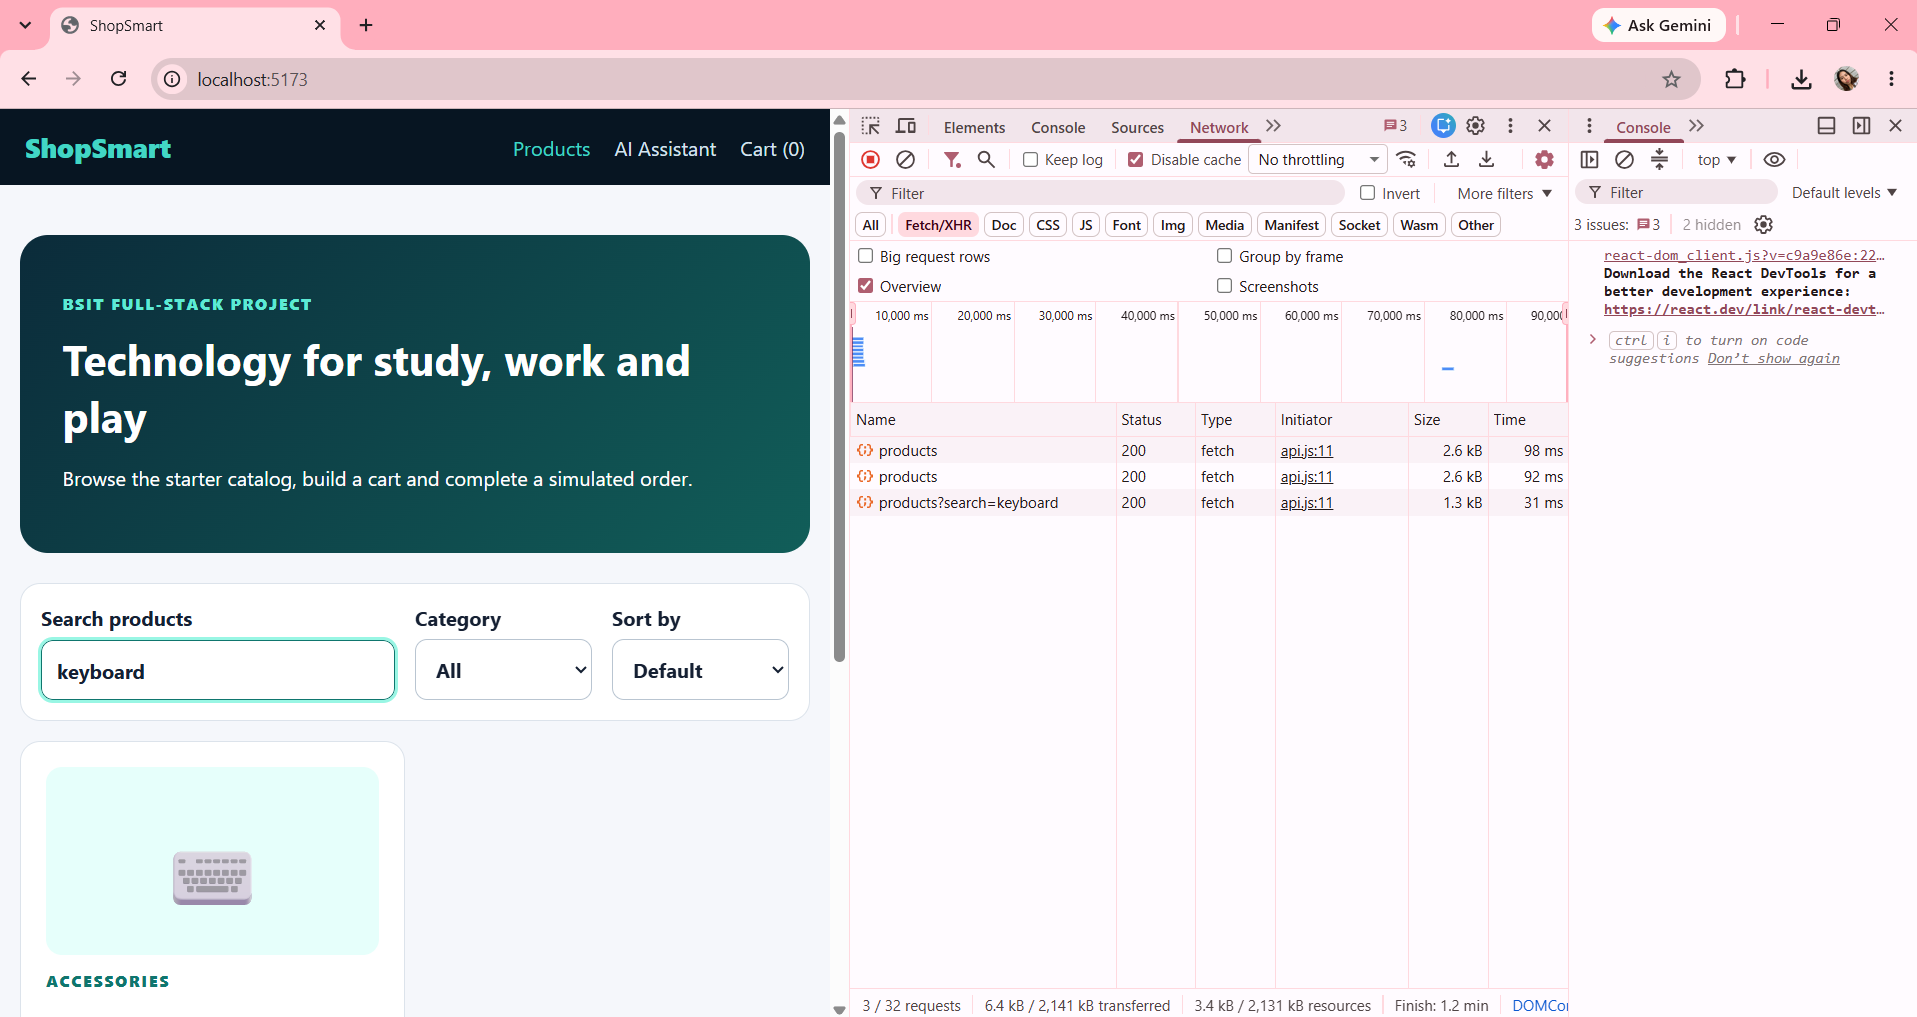 ShopSmart
Ask Gemini
localhost:5173
ShopSmart
Products
AI Assistant
Cart (0)
BSIT FULL-STACK PROJECT
Technology for study, work and
play
Browse the starter catalog, build a cart and complete a simulated order.
Search products
Category
Sort by
keyboard
All
Default
ACCESSORIES
Elements
Console
Sources
Network
3
Keep log
Disable cache
No throttling
Filter
Invert
More filters
All
Fetch/XHR
Doc
CSS
JS
Font
Img
Media
Manifest
Socket
Wasm
Other
Big request rows
Group by frame
Overview
Screenshots
10,000 ms
20,000 ms
30,000 ms
40,000 ms
50,000 ms
60,000 ms
70,000 ms
80,000 ms
90,000
Name Status Type Initiator Size Time
products 200 fetch api.js:11 2.6 kB 98 ms
products 200 fetch api.js:11 2.6 kB 92 ms
products?search=keyboard 200 fetch api.js:11 1.3 kB 31 ms
3 / 32 requests
6.4 kB / 2,141 kB transferred
3.4 kB / 2,131 kB resources
Finish: 1.2 min
DOMCo
Console
top
Filter
Default levels
3 issues: 3
2 hidden
react-dom_client.js?v=c9a9e86e:22…
Download the React DevTools for a
better development experience:
https://react.dev/link/react-devt…
ctrl i to turn on code
suggestions Don't show again